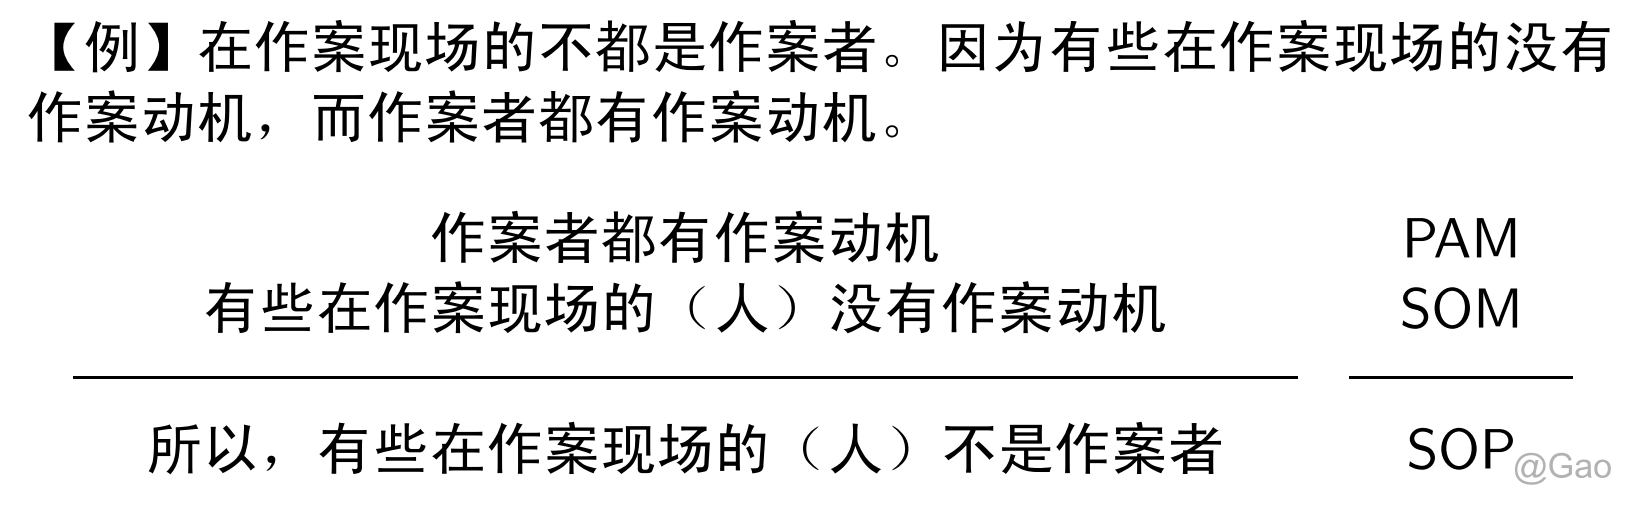 【例】在作案现场的不都是作案者。因为有些在作案现场的没有
作案动机，而作案者都有作案动机。
作案者都有作案动机 PAM
有些在作案现场的（人）没有作案动机 SOM
所以，有些在作案现场的（人）不是作案者 SOP
@Gao